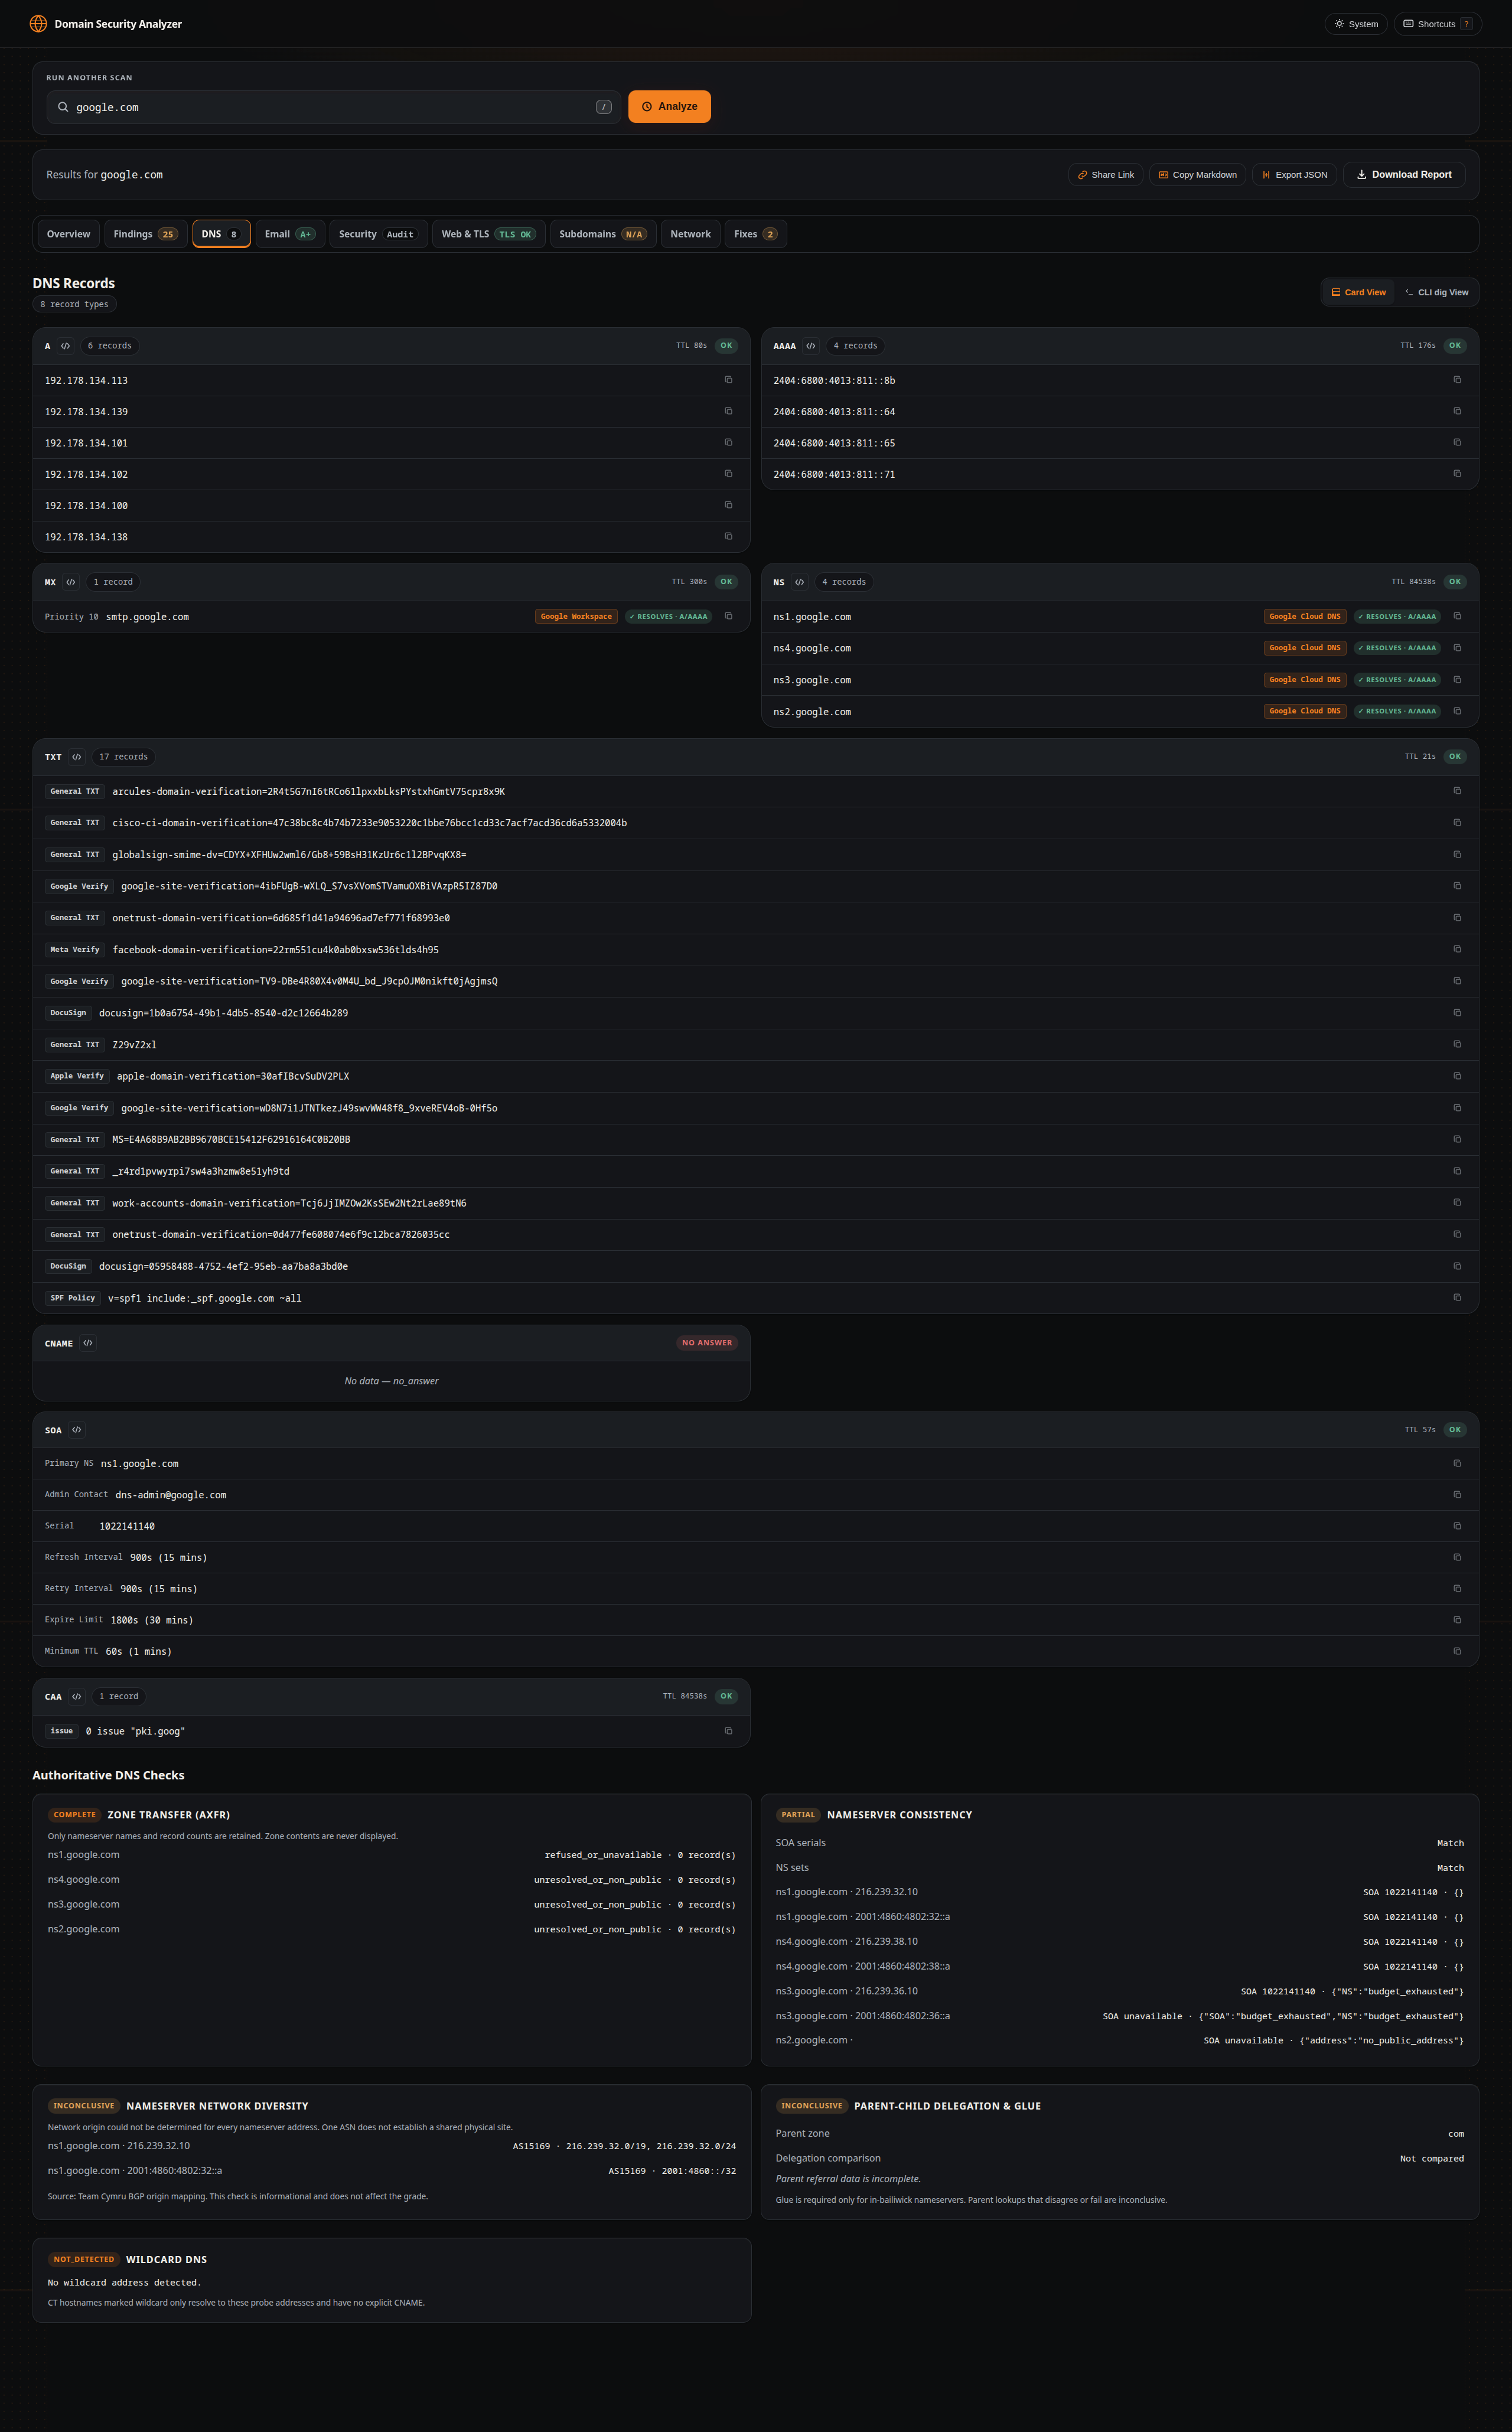 Domain Security Analyzer
System
Shortcuts ?
RUN ANOTHER SCAN
google.com /
Analyze
Results for google.com
Share Link
Copy Markdown
Export JSON
Download Report
Overview
Findings 25
DNS 8
Email A+
Security Audit
Web & TLS TLS OK
Subdomains N/A
Network
Fixes 2
DNS Records
8 record types
Card View
CLI dig View
A </> 6 records TTL 80s OK
192.178.134.113
192.178.134.139
192.178.134.101
192.178.134.102
192.178.134.100
192.178.134.138
AAAA </> 4 records TTL 176s OK
2404:6800:4013:811::8b
2404:6800:4013:811::64
2404:6800:4013:811::65
2404:6800:4013:811::71
MX </> 1 record TTL 300s OK
Priority 10 smtp.google.com Google Workspace ✓ RESOLVES · A/AAAA
NS </> 4 records TTL 84538s OK
ns1.google.com Google Cloud DNS ✓ RESOLVES · A/AAAA
ns4.google.com Google Cloud DNS ✓ RESOLVES · A/AAAA
ns3.google.com Google Cloud DNS ✓ RESOLVES · A/AAAA
ns2.google.com Google Cloud DNS ✓ RESOLVES · A/AAAA
TXT </> 17 records TTL 21s OK
General TXT arcules-domain-verification=2R4t5G7nI6tRCo61lpxxbLksPYstxhGmtV75cpr8x9K
General TXT cisco-ci-domain-verification=47c38bc8c4b74b7233e9053220c1bbe76bcc1cd33c7acf7acd36cd6a5332004b
General TXT globalsign-smime-dv=CDYX+XFHUw2wml6/Gb8+59BsH31KzUr6c1l2BPvqKX8=
Google Verify google-site-verification=4ibFUgB-wXLQ_S7vsXVomSTVamuOXBiVAzpR5IZ87D0
General TXT onetrust-domain-verification=6d685f1d41a94696ad7ef771f68993e0
Meta Verify facebook-domain-verification=22rm551cu4k0ab0bxsw536tlds4h95
Google Verify google-site-verification=TV9-DBe4R80X4v0M4U_bd_J9cpOJM0nikft0jAgjmsQ
DocuSign docusign=1b0a6754-49b1-4db5-8540-d2c12664b289
General TXT Z29vZ2xl
Apple Verify apple-domain-verification=30afIBcvSuDV2PLX
Google Verify google-site-verification=wD8N7i1JTNTkezJ49swvWW48f8_9xveREV4oB-0Hf5o
General TXT MS=E4A68B9AB2BB9670BCE15412F62916164C0B20BB
General TXT _r4rd1pvwyrpi7sw4a3hzmw8e51yh9td
General TXT work-accounts-domain-verification=Tcj6JjIMZOw2KsSEw2Nt2rLae89tN6
General TXT onetrust-domain-verification=0d477fe608074e6f9c12bca7826035cc
DocuSign docusign=05958488-4752-4ef2-95eb-aa7ba8a3bd0e
SPF Policy v=spf1 include:_spf.google.com ~all
CNAME </> NO ANSWER
No data — no_answer
SOA </> TTL 57s OK
Primary NS ns1.google.com
Admin Contact dns-admin@google.com
Serial 1022141140
Refresh Interval 900s (15 mins)
Retry Interval 900s (15 mins)
Expire Limit 1800s (30 mins)
Minimum TTL 60s (1 mins)
CAA </> 1 record TTL 84538s OK
issue 0 issue "pki.goog"
Authoritative DNS Checks
COMPLETE ZONE TRANSFER (AXFR)
Only nameserver names and record counts are retained. Zone contents are never displayed.
ns1.google.com refused_or_unavailable · 0 record(s)
ns4.google.com unresolved_or_non_public · 0 record(s)
ns3.google.com unresolved_or_non_public · 0 record(s)
ns2.google.com unresolved_or_non_public · 0 record(s)
PARTIAL NAMESERVER CONSISTENCY
SOA serials Match
NS sets Match
ns1.google.com · 216.239.32.10 SOA 1022141140 · {}
ns1.google.com · 2001:4860:4802:32::a SOA 1022141140 · {}
ns4.google.com · 216.239.38.10 SOA 1022141140 · {}
ns4.google.com · 2001:4860:4802:38::a SOA 1022141140 · {}
ns3.google.com · 216.239.36.10 SOA 1022141140 · {"NS":"budget_exhausted"}
ns3.google.com · 2001:4860:4802:36::a SOA unavailable · {"SOA":"budget_exhausted","NS":"budget_exhausted"}
ns2.google.com · SOA unavailable · {"address":"no_public_address"}
INCONCLUSIVE NAMESERVER NETWORK DIVERSITY
Network origin could not be determined for every nameserver address. One ASN does not establish a shared physical site.
ns1.google.com · 216.239.32.10 AS15169 · 216.239.32.0/19, 216.239.32.0/24
ns1.google.com · 2001:4860:4802:32::a AS15169 · 2001:4860::/32
Source: Team Cymru BGP origin mapping. This check is informational and does not affect the grade.
INCONCLUSIVE PARENT-CHILD DELEGATION & GLUE
Parent zone com
Delegation comparison Not compared
Parent referral data is incomplete.
Glue is required only for in-bailiwick nameservers. Parent lookups that disagree or fail are inconclusive.
NOT_DETECTED WILDCARD DNS
No wildcard address detected.
CT hostnames marked wildcard only resolve to these probe addresses and have no explicit CNAME.